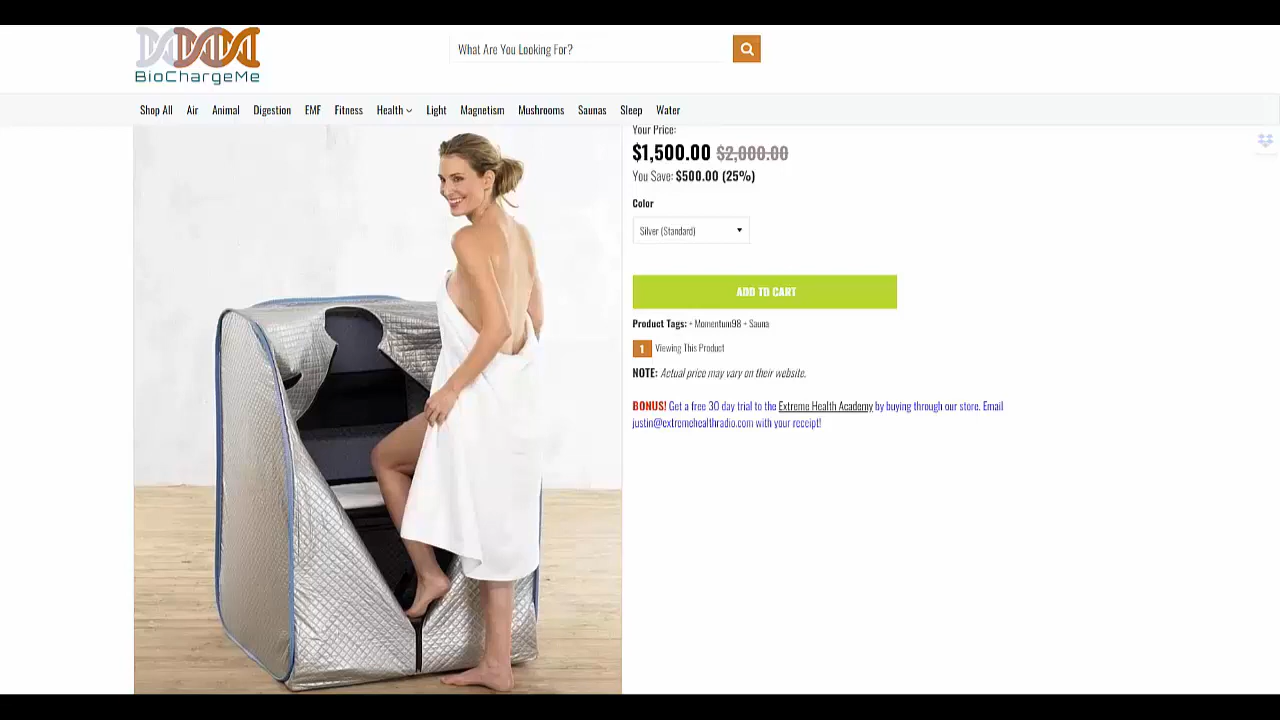 BioChargeMe
What Are You Looking For?
Shop All Air Animal Digestion EMF Fitness Health Light Magnetism Mushrooms Saunas Sleep Water
Your Price:
$1,500.00 $2,000.00
You Save: $500.00 (25%)
Color
Silver (Standard)
ADD TO CART
Product Tags: • Momentum98 • Sauna
1 Viewing This Product
NOTE: Actual price may vary on their website.
BONUS! Get a free 30 day trial to the Extreme Health Academy by buying through our store. Email
justin@extremehealthradio.com with your receipt!